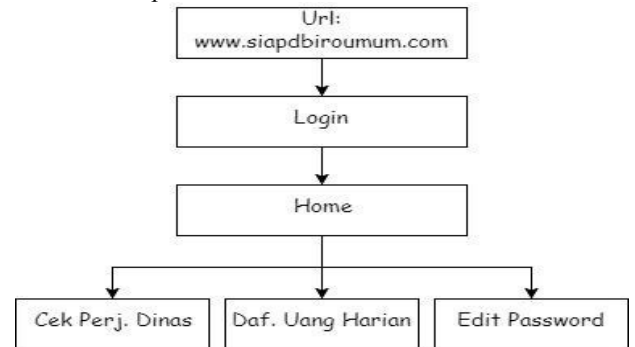 Url:
www.siapdbiroumum.com
Login
Home
Cek Perj. Dinas
Daf. Uang Harian
Edit Password